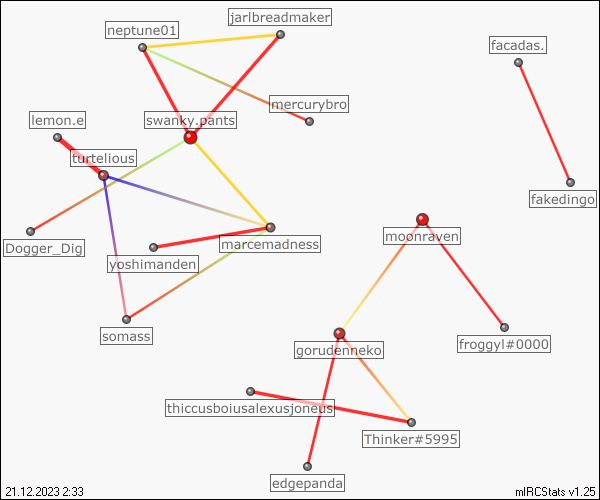 jarlbreadmaker
neptune01
facadas.
mercurybro
lemon.e
swanky.pants
turtelious
fakedingo
moonraven
Dogger_Dig
marcemadness
yoshimanden
somass
froggyl#0000
gorudenneko
thiccusboiusalexusjoneus
Thinker#5995
edgepanda
21.12.2023 2:33
mIRCStats v1.25